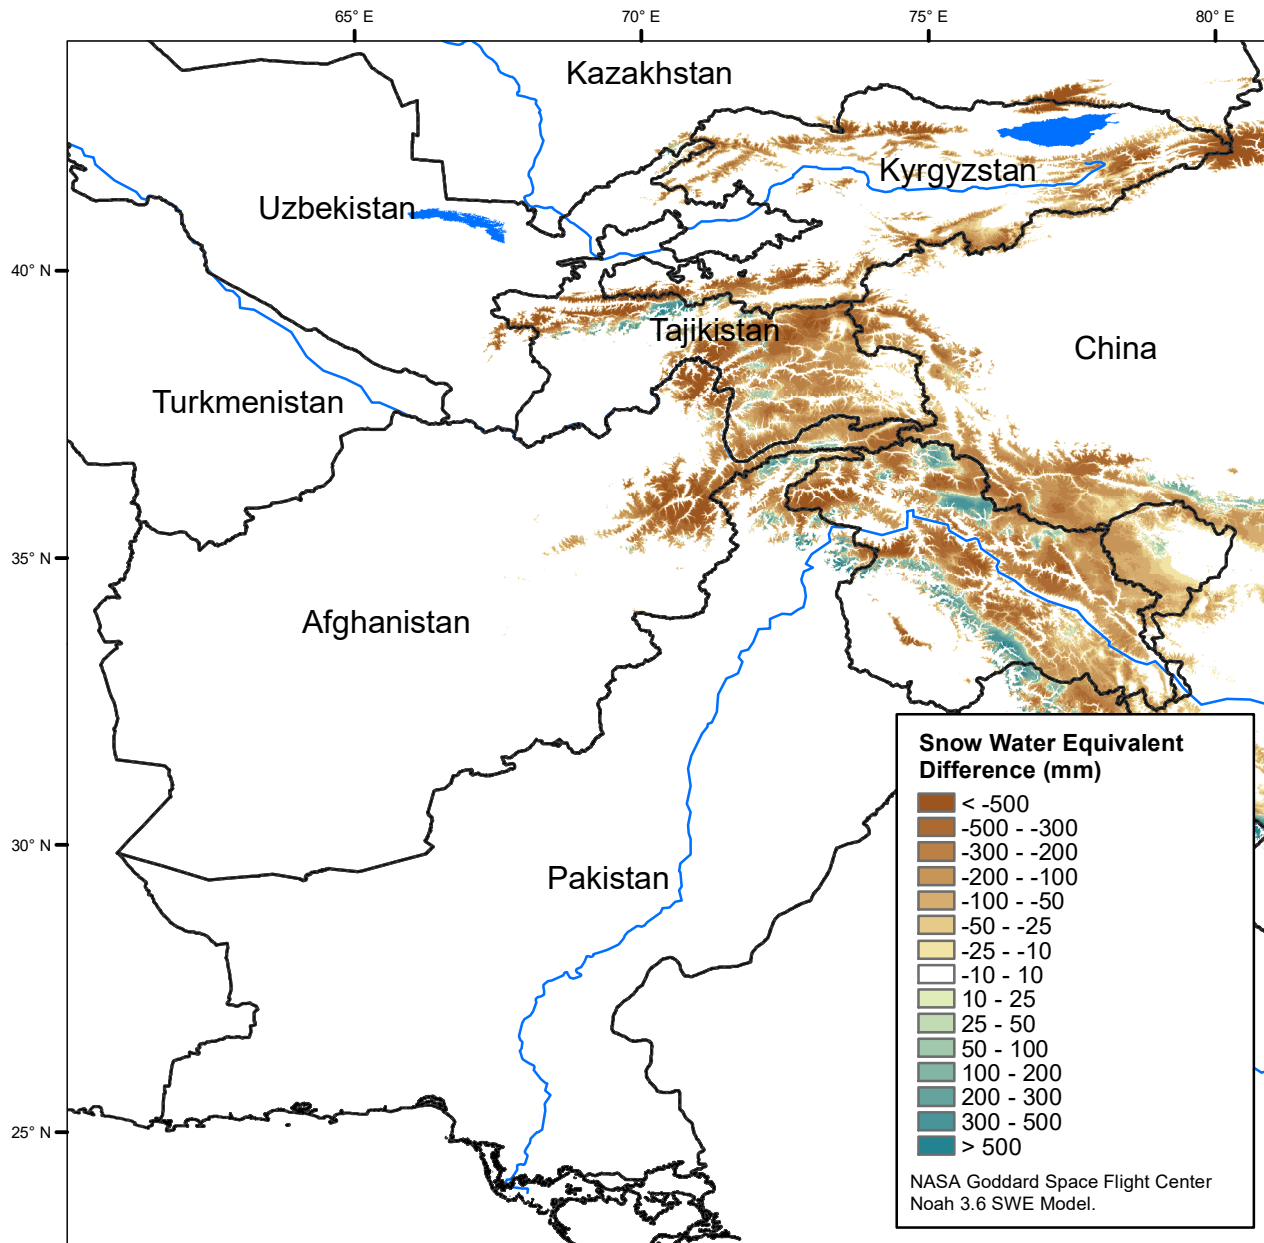 65° E
70° E
75° E
80° E
Kazakhstan
Kyrgyzstan
Uzbekistan
40° N
Tajikistan
China
Turkmenistan
35° N
Afghanistan
Snow Water Equivalent
Difference (mm)
< -500
-500 - -300
-300 - -200
-200 - -100
-100 - -50
-50 - -25
-25 - -10
-10 - 10
10 - 25
25 - 50
50 - 100
100 - 200
200 - 300
300 - 500
> 500
30° N
Pakistan
25° N
NASA Goddard Space Flight Center
Noah 3.6 SWE Model.